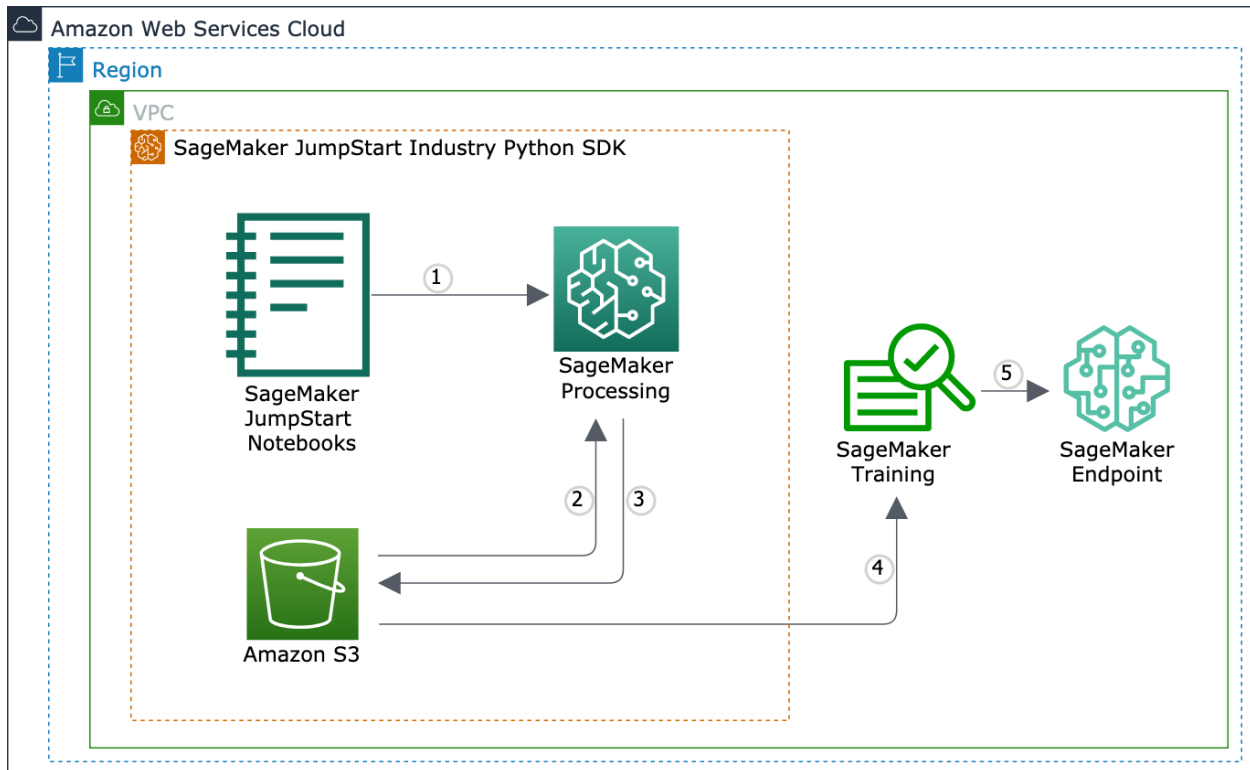 Amazon Web Services Cloud
Region
VPC
SageMaker JumpStart Industry Python SDK
1
SageMaker
JumpStart
Notebooks
SageMaker
Processing
2
3
Amazon S3
4
SageMaker
Training
5
SageMaker
Endpoint